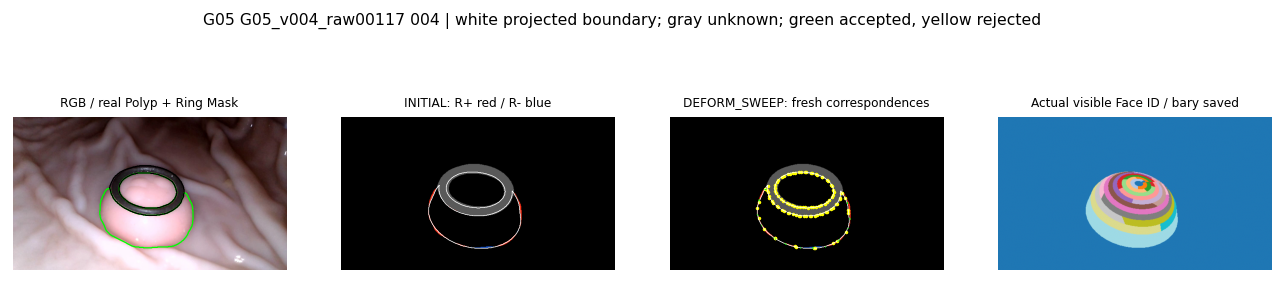 G05 G05_v004_raw00117 004 | white projected boundary; gray unknown; green accepted, yellow rejected
RGB / real Polyp + Ring Mask
INITIAL: R+ red / R- blue
DEFORM_SWEEP: fresh correspondences
Actual visible Face ID / bary saved